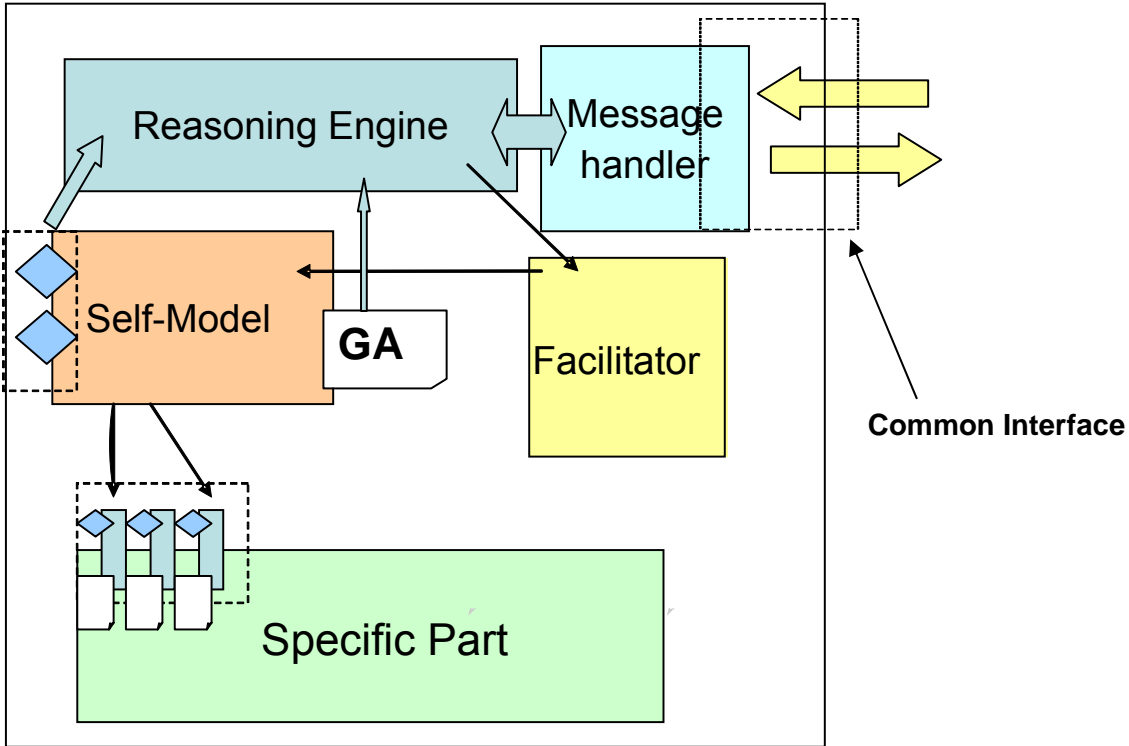 Reasoning Engine
Message
handler
Self-Model
GA
Facilitator
Common Interface
Specific Part